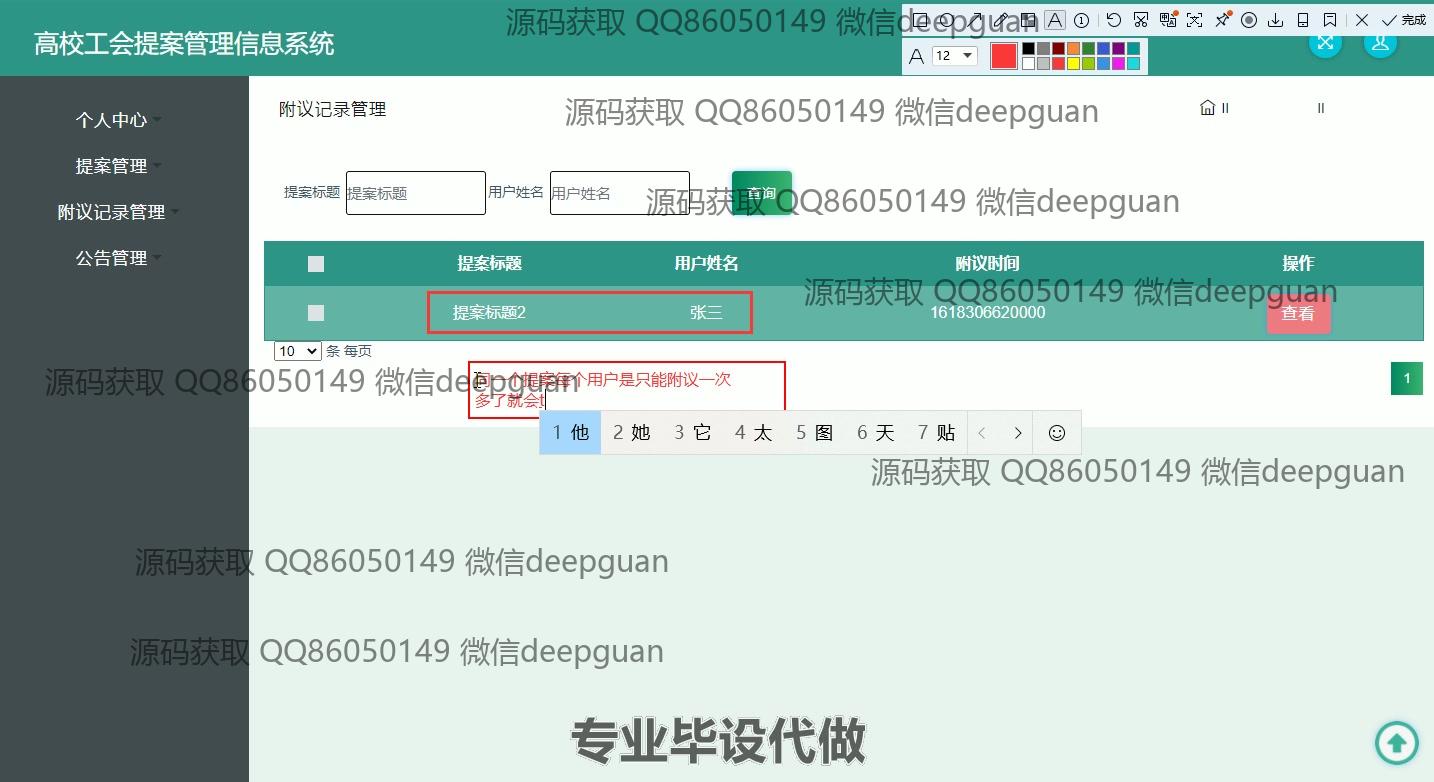 源码获取 QQ86050149 微信deepguan
高校工会提案管理信息系统
完成
A 12
附议记录管理
源码获取 QQ86050149 微信deepguan
个人中心
提案管理
附议记录管理
公告管理
提案标题 提案标题 用户姓名 用户姓名 查询
源码获取 QQ86050149 微信deepguan
提案标题 用户姓名 附议时间 操作
源码获取 QQ86050149 微信deepguan
提案标题2 张三 1618306620000 查看
10 条 每页
源码获取 QQ86050149 微信deepguan
同一个提案每个用户是只能附议一次
多了就会t
1
1 他 2 她 3 它 4 太 5 图 6 天 7 贴
源码获取 QQ86050149 微信deepguan
源码获取 QQ86050149 微信deepguan
源码获取 QQ86050149 微信deepguan
专业毕设代做